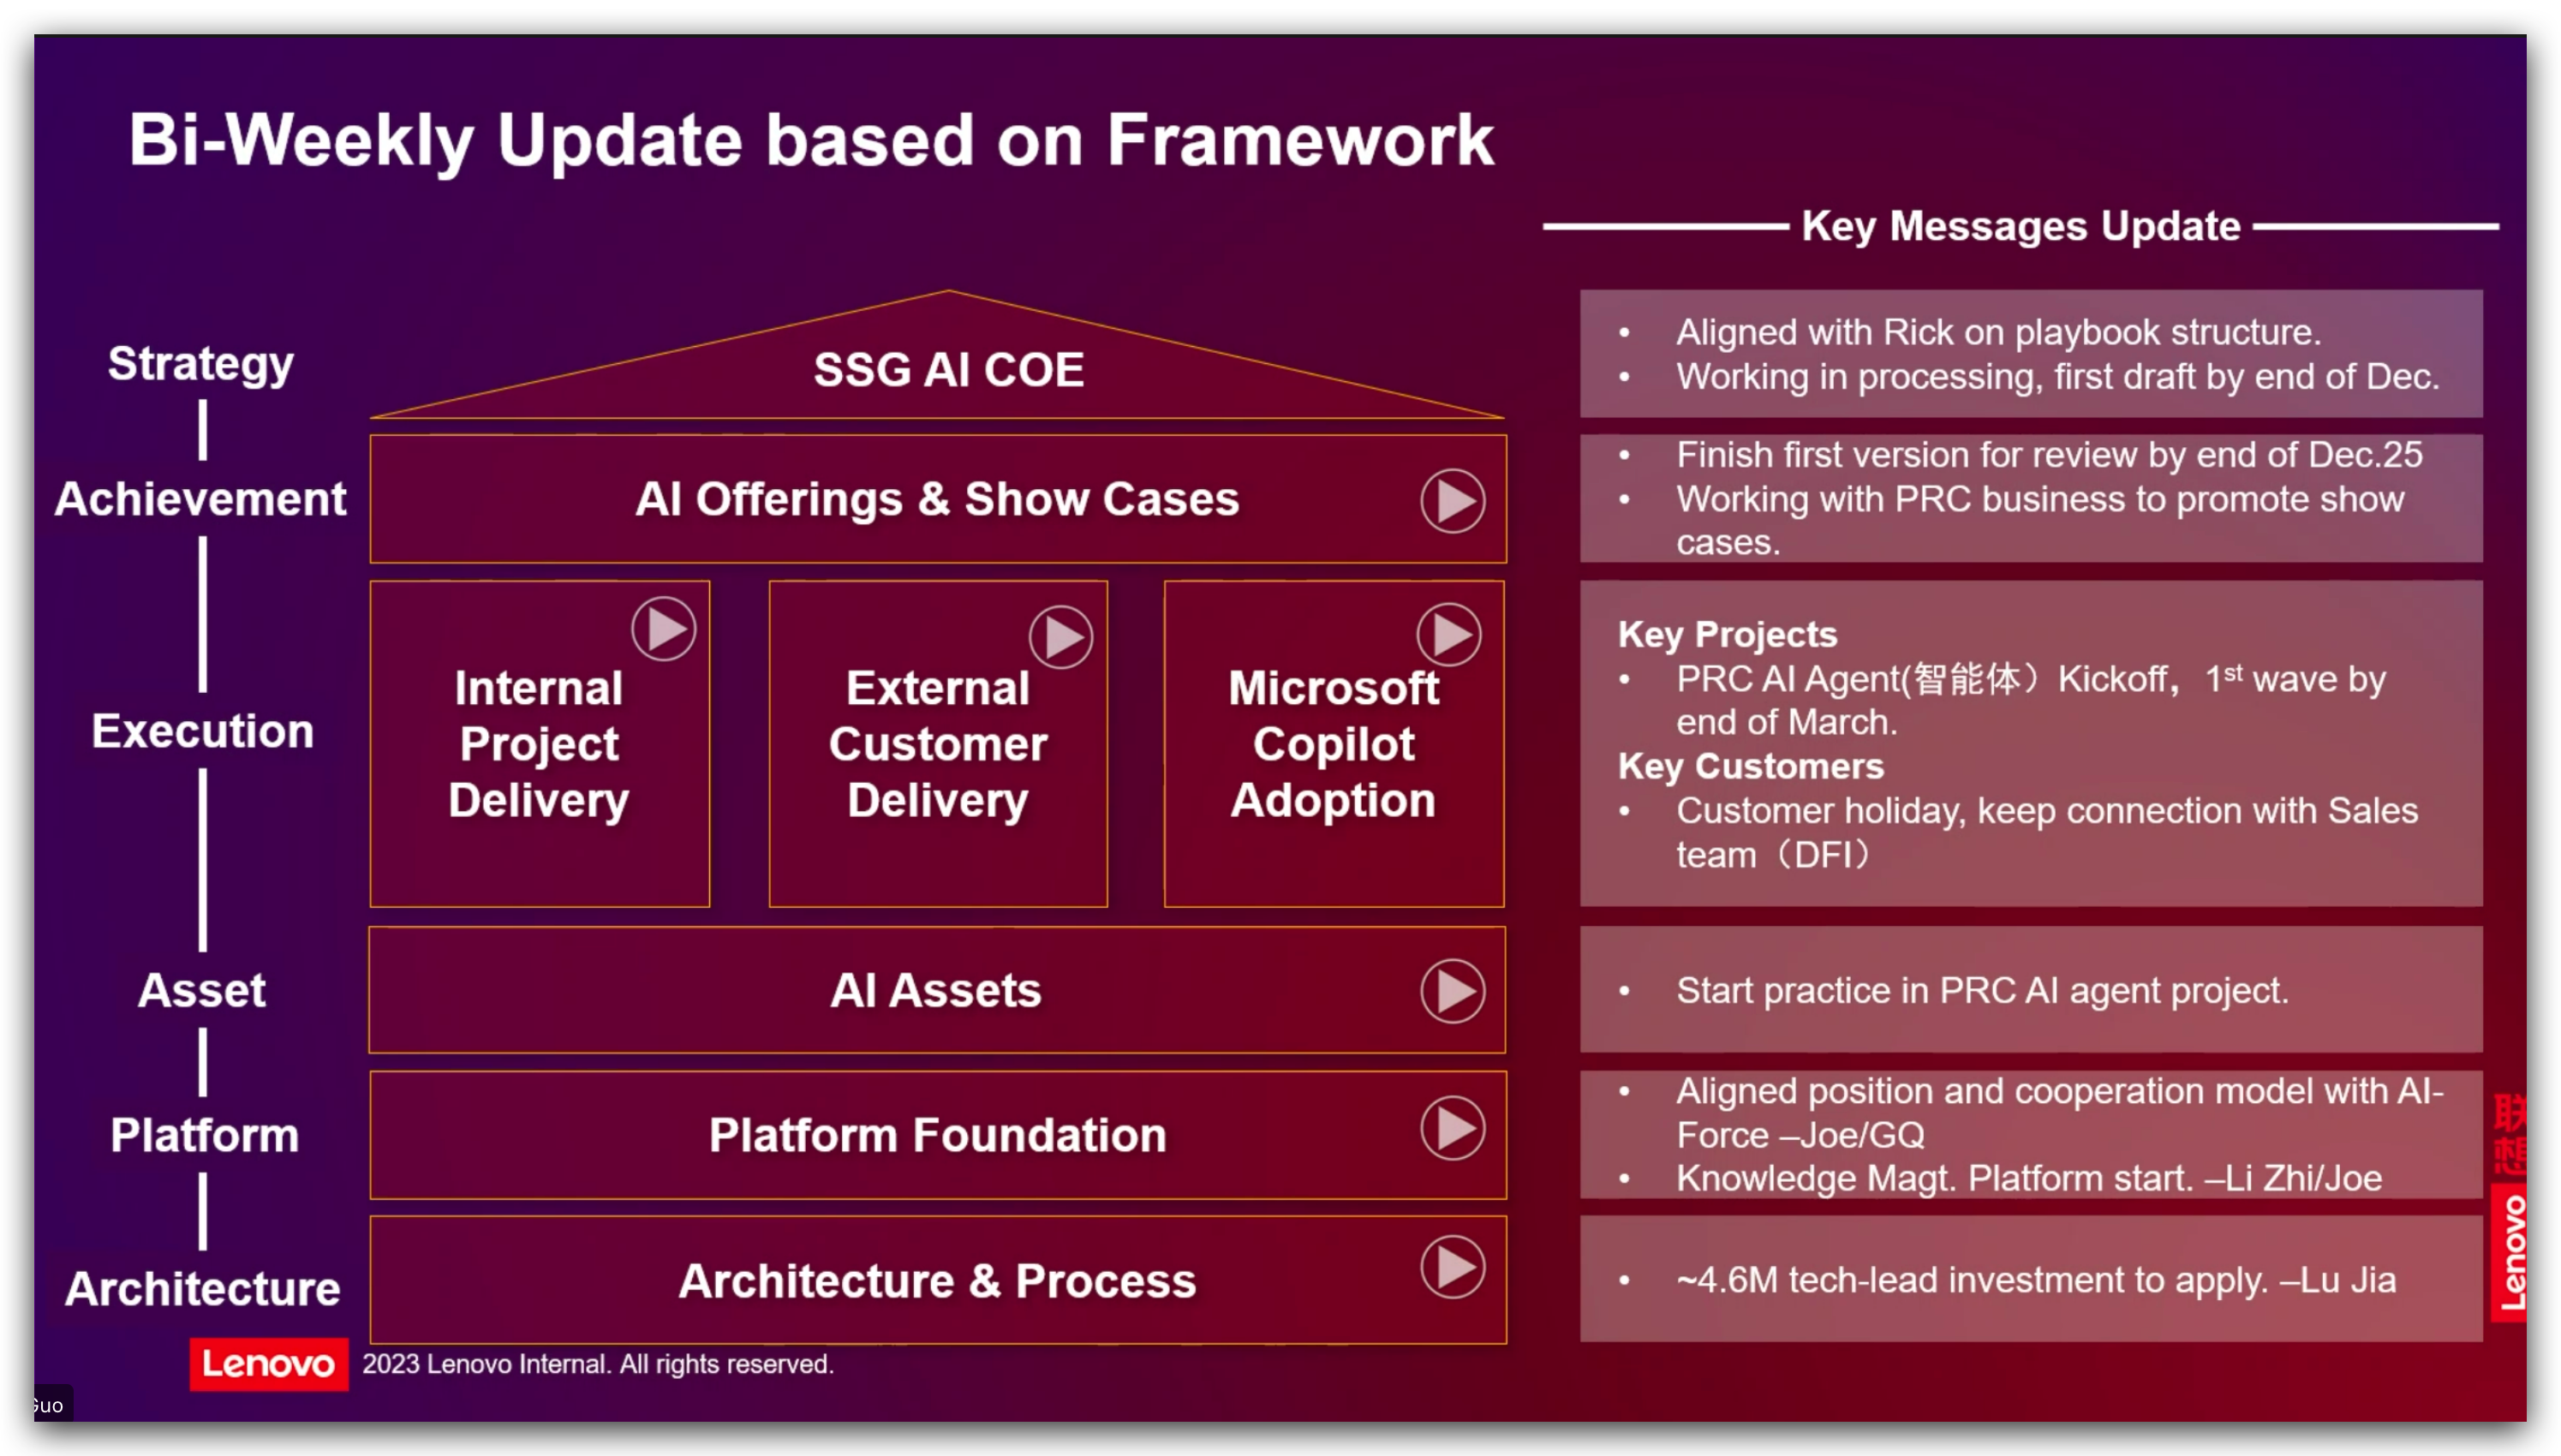 Bi-Weekly Update based on Framework
Key Messages Update
Strategy
SSG AI COE
• Aligned with Rick on playbook structure.
• Working in processing, first draft by end of Dec.
Achievement
AI Offerings & Show Cases
• Finish first version for review by end of Dec.25
• Working with PRC business to promote show
cases.
Execution
Internal
Project
Delivery
External
Customer
Delivery
Microsoft
Copilot
Adoption
Key Projects
• PRC AI Agent(智能体）Kickoff，1st wave by
end of March.
Key Customers
• Customer holiday, keep connection with Sales
team（DFI）
Asset
AI Assets
• Start practice in PRC AI agent project.
Platform
Platform Foundation
• Aligned position and cooperation model with AI-
Force –Joe/GQ
• Knowledge Magt. Platform start. –Li Zhi/Joe
Architecture
Architecture & Process
• ~4.6M tech-lead investment to apply. –Lu Jia
联想
Lenovo
Lenovo
2023 Lenovo Internal. All rights reserved.
Guo